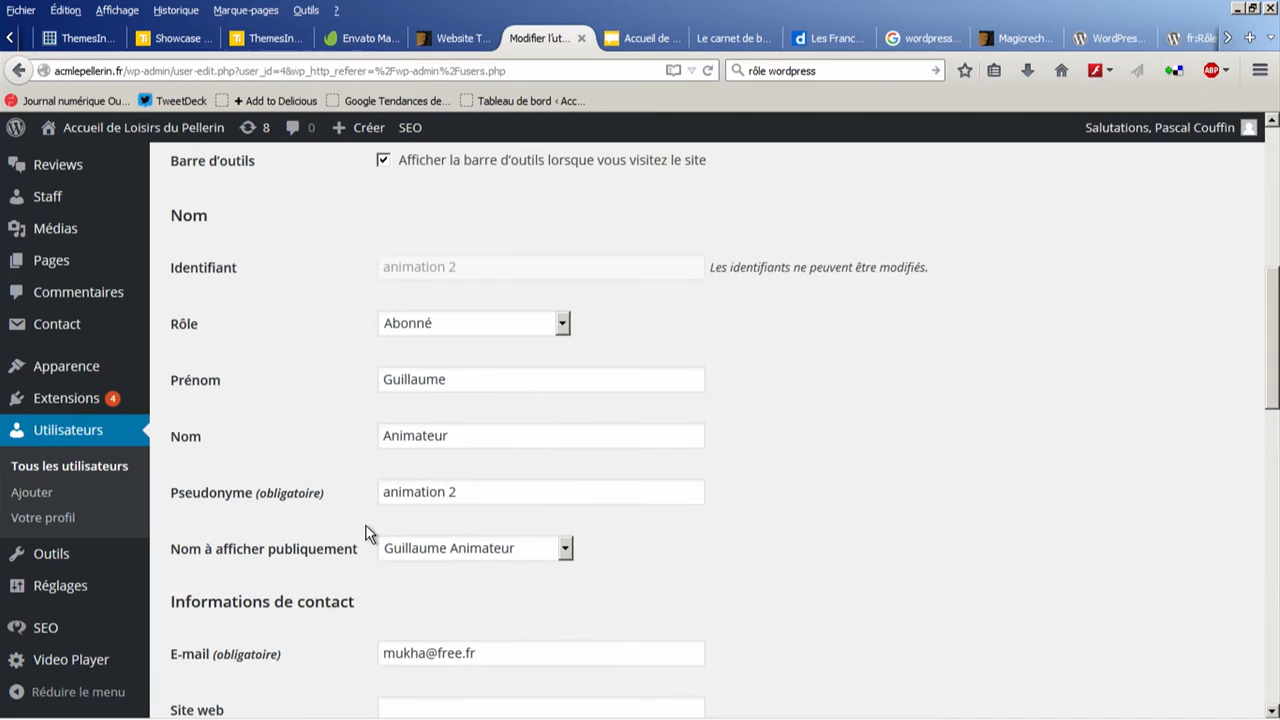 Fichier Édition Affichage Historique Marque-pages Outils ?
ThemesIn... Showcase ... ThemesIn... Envato Ma... Website T... Modifier l'ut... Accueil de ... Le carnet de b... Les Franc... wordpress... Magicrech... WordPres... fr:Rôle
acmlepellerin.fr/wp-admin/user-edit.php?user_id=4&wp_http_referer=%2Fwp-admin%2Fusers.php rôle wordpress
Journal numérique Ou... TweetDeck Add to Delicious Google Tendances de... Tableau de bord ‹ Acc...
Accueil de Loisirs du Pellerin 8 0 Créer SEO Salutations, Pascal Couffin
Reviews
Staff
Médias
Pages
Commentaires
Contact
Apparence
Extensions 4
Utilisateurs
Tous les utilisateurs
Ajouter
Votre profil
Outils
Réglages
SEO
Video Player
Réduire le menu
Barre d'outils Afficher la barre d'outils lorsque vous visitez le site
Nom
Identifiant animation 2 Les identifiants ne peuvent être modifiés.
Rôle Abonné
Prénom Guillaume
Nom Animateur
Pseudonyme (obligatoire) animation 2
Nom à afficher publiquement Guillaume Animateur
Informations de contact
E-mail (obligatoire) mukha@free.fr
Site web